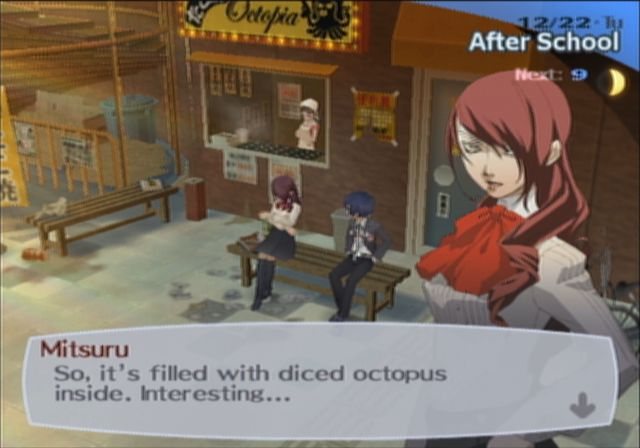 Octopia
12/22 · Tu
After School
Next: 9
Mitsuru
So, it's filled with diced octopus
inside. Interesting...